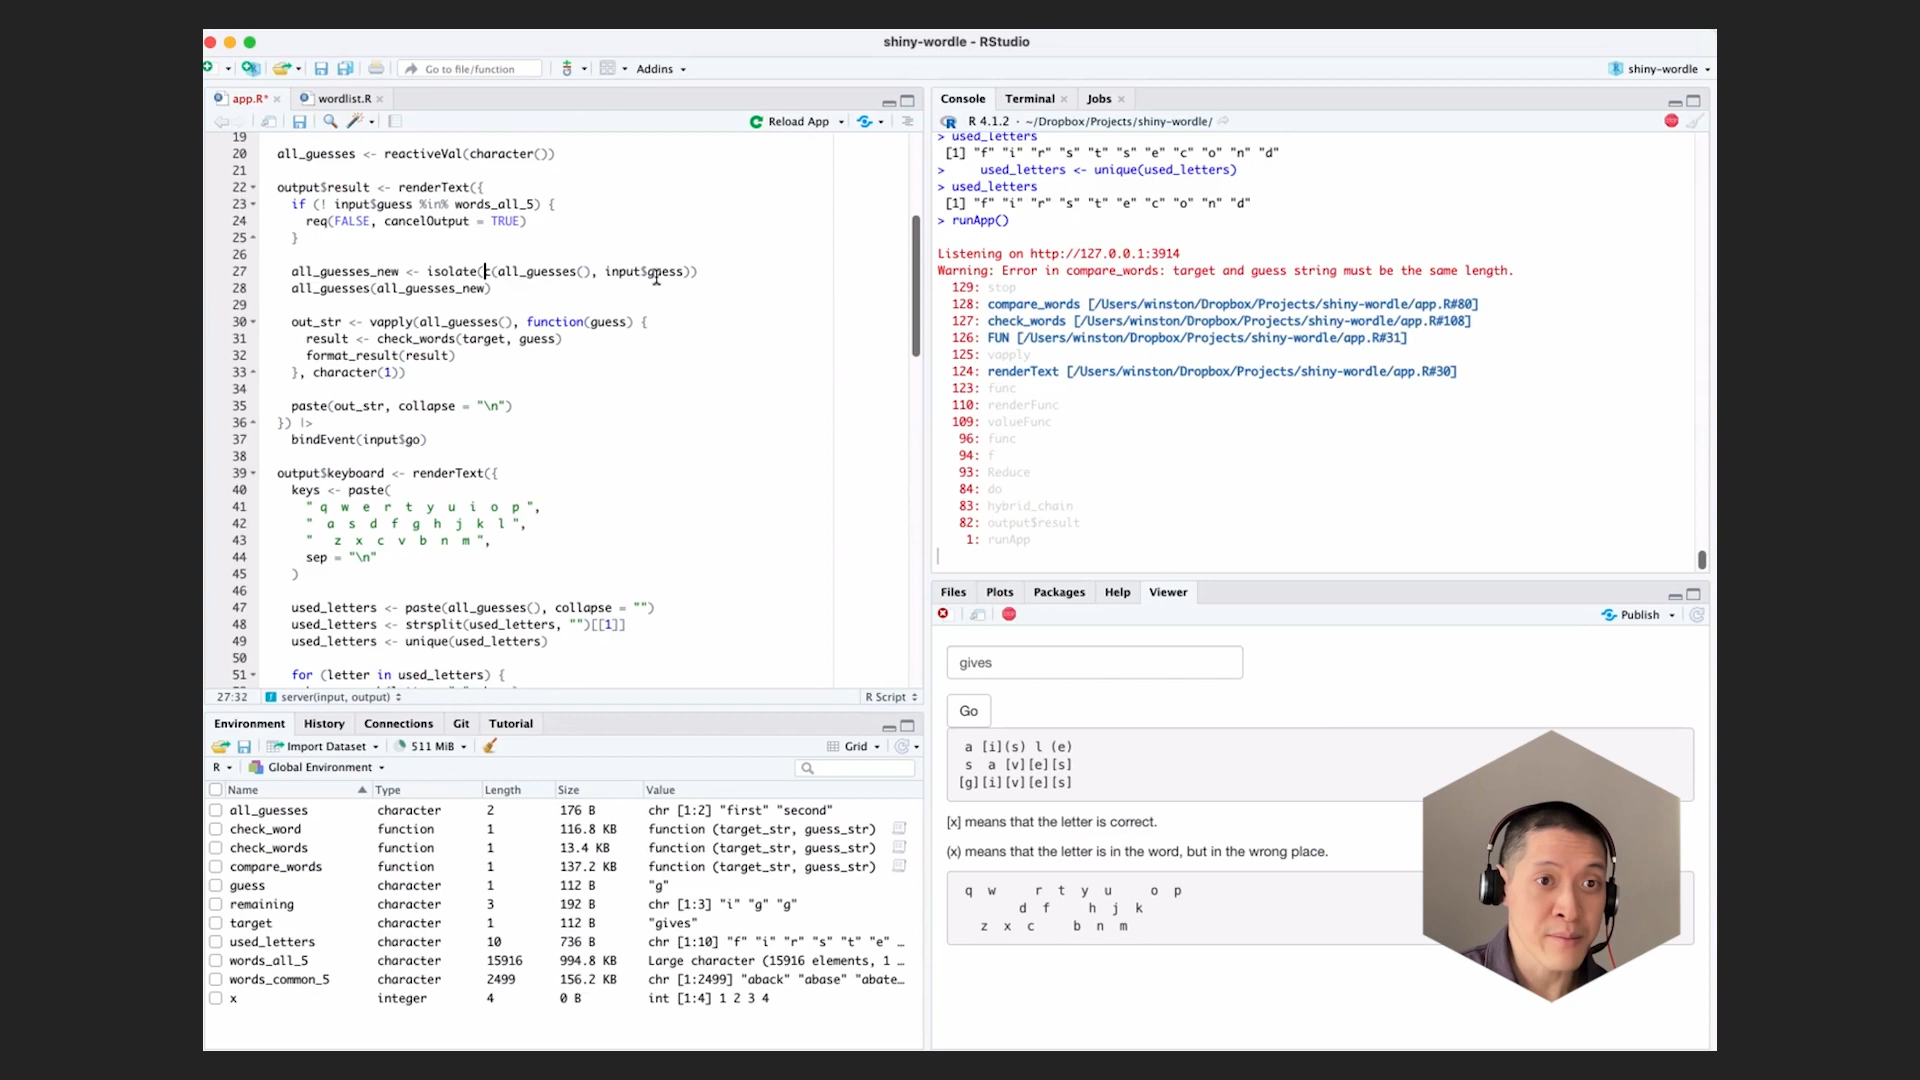 shiny-wordle - RStudio
Go to file/function
Addins
shiny-wordle
app.R*
wordlist.R
Reload App
19
20 all_guesses <- reactiveVal(character())
21
22 output$result <- renderText({
23 if (! input$guess %in% words_all_5) {
24 req(FALSE, cancelOutput = TRUE)
25 }
26
27 all_guesses_new <- isolate(c(all_guesses(), input$guess))
28 all_guesses(all_guesses_new)
29
30 out_str <- vapply(all_guesses(), function(guess) {
31 result <- check_words(target, guess)
32 format_result(result)
33 }, character(1))
34
35 paste(out_str, collapse = "\n")
36 }) |>
37 bindEvent(input$go)
38
39 output$keyboard <- renderText({
40 keys <- paste(
41 " q w e r t y u i o p ",
42 " a s d f g h j k l ",
43 " z x c v b n m ",
44 sep = "\n"
45 )
46
47 used_letters <- paste(all_guesses(), collapse = "")
48 used_letters <- strsplit(used_letters, "")[[1]]
49 used_letters <- unique(used_letters)
50
51 for (letter in used_letters) {
27:32 server(input, output) R Script
Console Terminal Jobs
R 4.1.2 · ~/Dropbox/Projects/shiny-wordle/
> used_letters
[1] "f" "i" "r" "s" "t" "s" "e" "c" "o" "n" "d"
> used_letters <- unique(used_letters)
> used_letters
[1] "f" "i" "r" "s" "t" "e" "c" "o" "n" "d"
> runApp()
Listening on http://127.0.0.1:3914
Warning: Error in compare_words: target and guess string must be the same length.
129: stop
128: compare_words [/Users/winston/Dropbox/Projects/shiny-wordle/app.R#80]
127: check_words [/Users/winston/Dropbox/Projects/shiny-wordle/app.R#108]
126: FUN [/Users/winston/Dropbox/Projects/shiny-wordle/app.R#31]
125: vapply
124: renderText [/Users/winston/Dropbox/Projects/shiny-wordle/app.R#30]
123: func
110: renderFunc
109: valueFunc
96: func
94: f
93: Reduce
84: do
83: hybrid_chain
82: output$result
1: runApp
Environment History Connections Git Tutorial
Import Dataset 511 MiB Grid
R Global Environment
Name Type Length Size Value
all_guesses character 2 176 B chr [1:2] "first" "second"
check_word function 1 116.8 KB function (target_str, guess_str)
check_words function 1 13.4 KB function (target_str, guess_str)
compare_words function 1 137.2 KB function (target_str, guess_str)
guess character 1 112 B "g"
remaining character 3 192 B chr [1:3] "i" "g" "g"
target character 1 112 B "gives"
used_letters character 10 736 B chr [1:10] "f" "i" "r" "s" "t" "e" …
words_all_5 character 15916 994.8 KB Large character (15916 elements, 1 …
words_common_5 character 2499 156.2 KB chr [1:2499] "aback" "abase" "abate…
x integer 4 0 B int [1:4] 1 2 3 4
Files Plots Packages Help Viewer
Publish
gives
Go
a [i](s) l (e)
s a [v][e][s]
[g][i][v][e][s]
[x] means that the letter is correct.
(x) means that the letter is in the word, but in the wrong place.
q w r t y u o p
d f h j k
z x c b n m